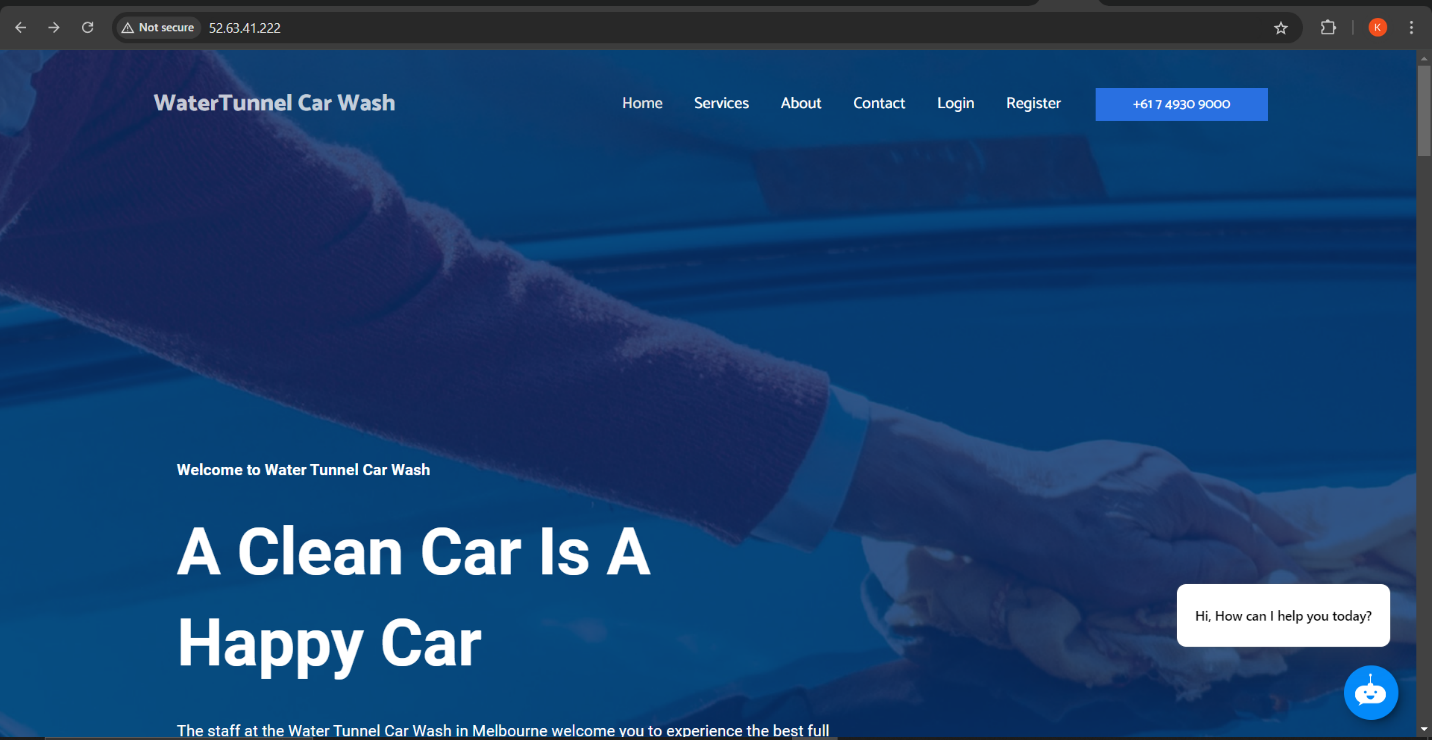 Not secure 52.63.41.222
K
WaterTunnel Car Wash
Home Services About Contact Login Register +61 7 4930 9000
Welcome to Water Tunnel Car Wash
A Clean Car Is A
Happy Car
Hi, How can I help you today?
The staff at the Water Tunnel Car Wash in Melbourne welcome you to experience the best full